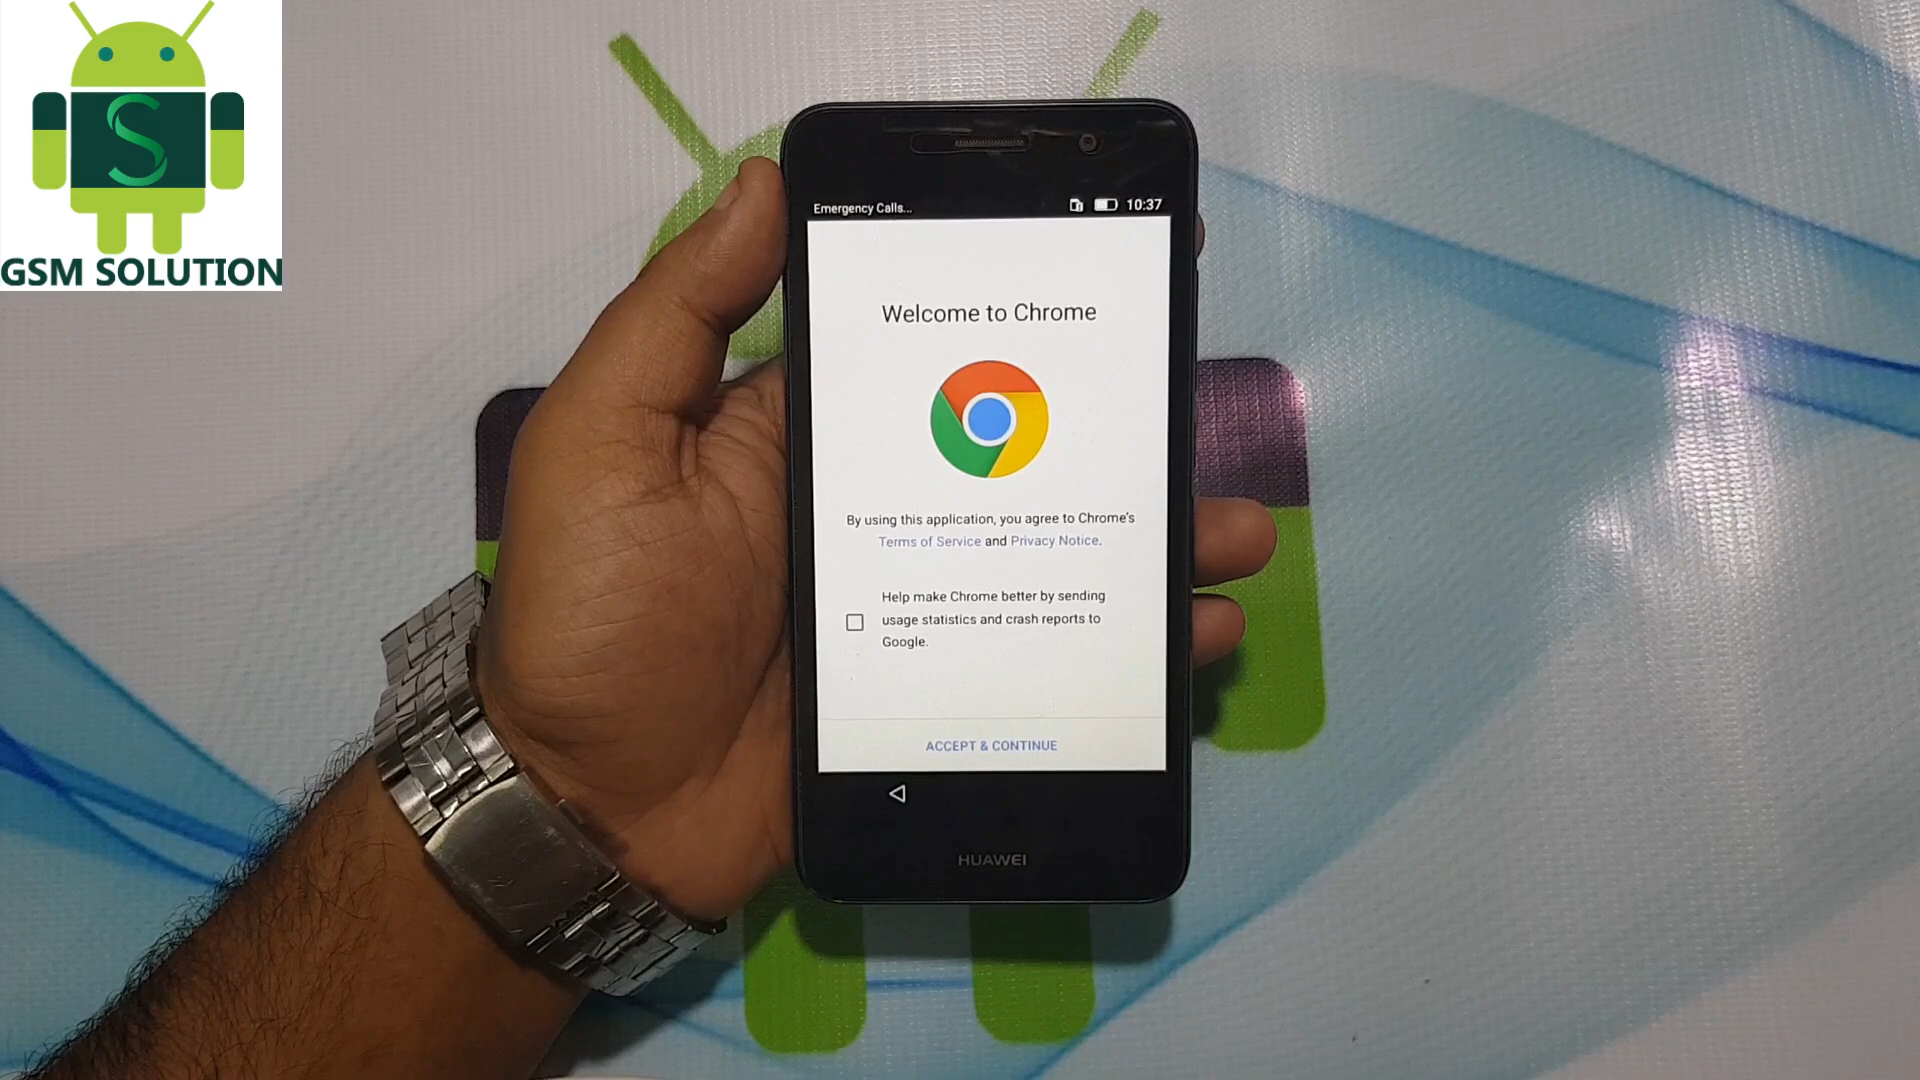 S
GSM SOLUTION
Emergency Calls...
10:37
Welcome to Chrome
By using this application, you agree to Chrome's
Terms of Service and Privacy Notice.
Help make Chrome better by sending
usage statistics and crash reports to
Google.
ACCEPT & CONTINUE
HUAWEI